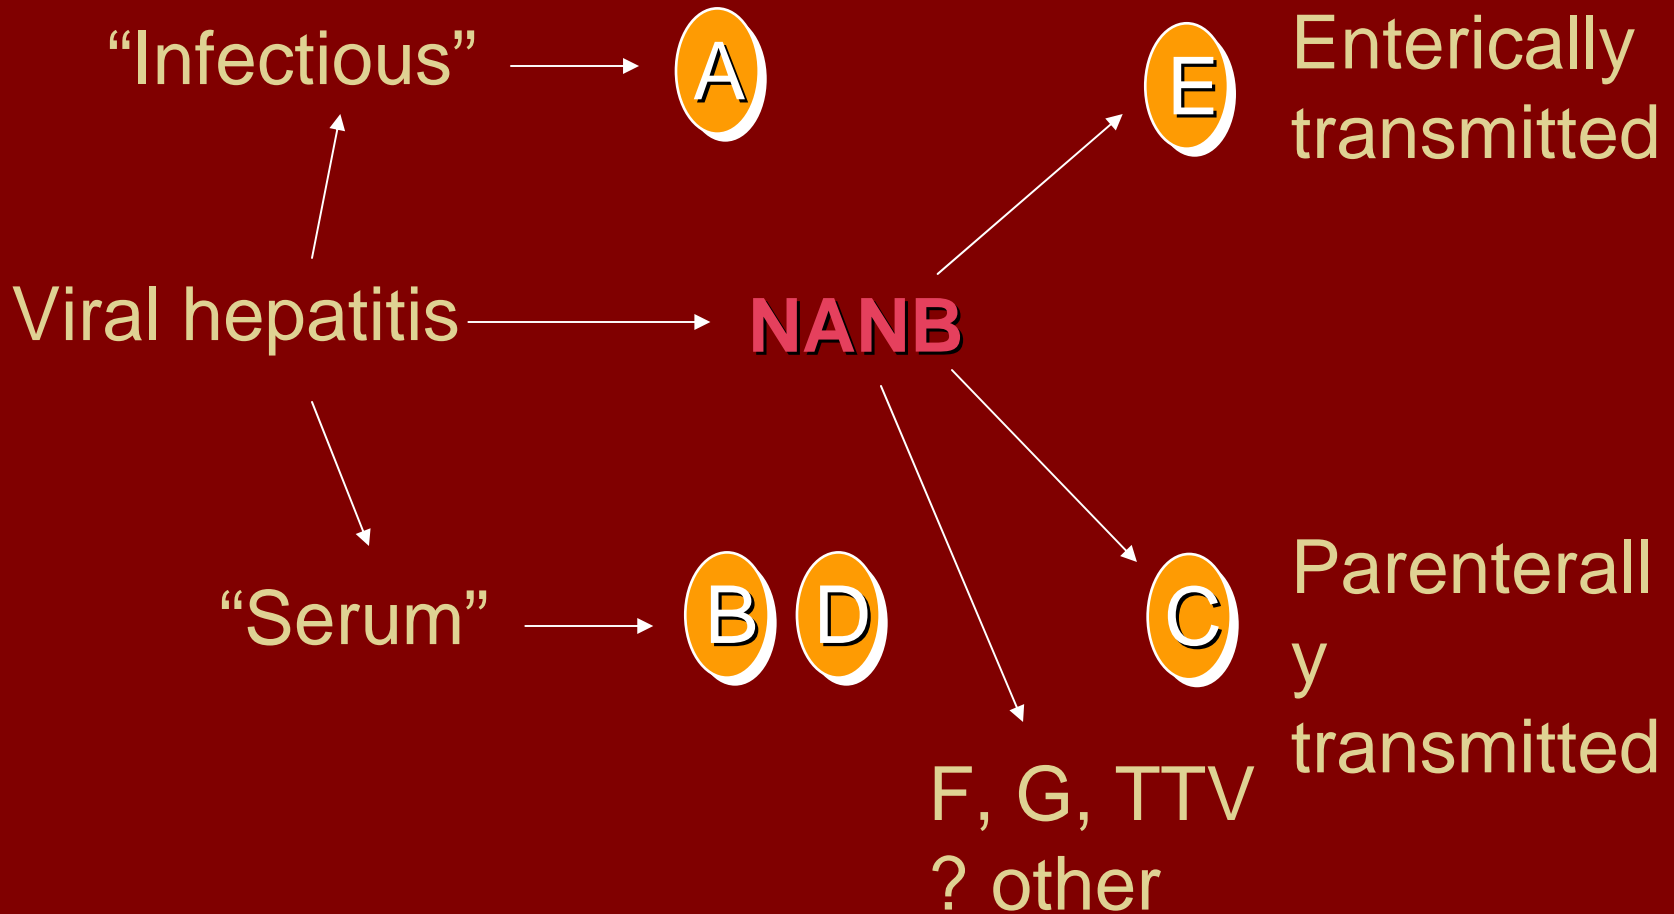 “Infectious”
A
E
Enterically
transmitted
Viral hepatitis
NANB
“Serum”
B
D
C
Parenterall
y
transmitted
F, G, TTV
? other